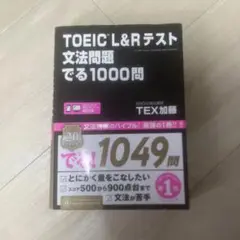 TOEIC L&Rテスト
文法問題
でる1000問
TEX加藤
でる!1049問
とにかく量をこなしたい
スコア500から900点台まで
文法が苦手
第1